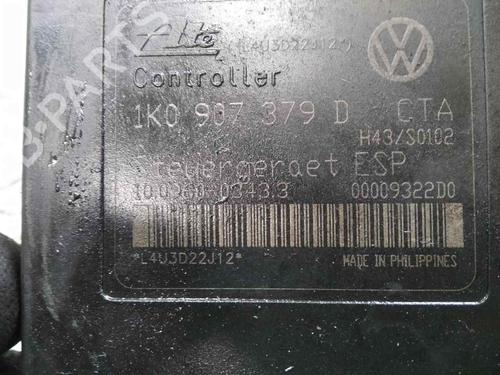 Ate (L4U3D22J12*)
Controller
1K0 907 379 D CTA
H43/S0102
Steuergeraet ESP
10.0960-0343.3 00009322D0
*L4U3D22J12* MADE IN PHILIPPINES
B-PARTS